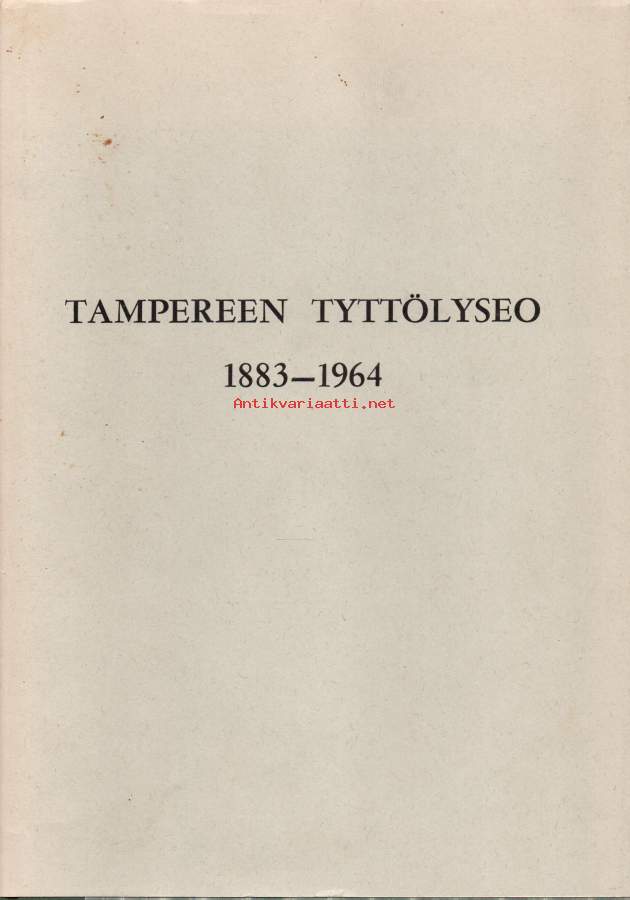 TAMPEREEN TYTTÖLYSEO
1883—1964
Antikvariaatti.net